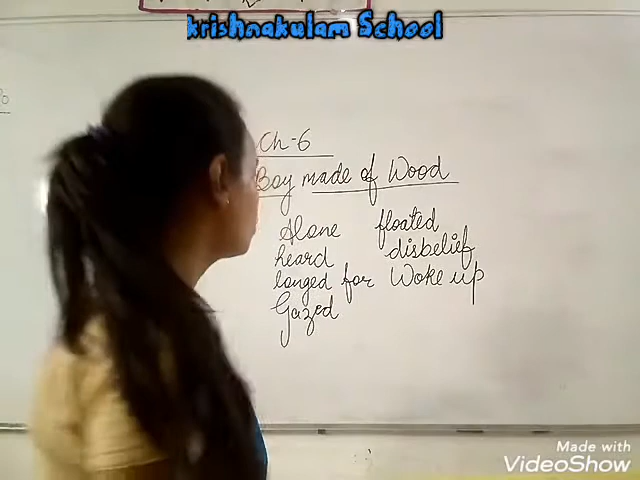 krishnakulam School
Ch-6
Boy made of Wood
Alone floated
heard disbelief
longed for Woke up
Gazed
Made with
VideoShow